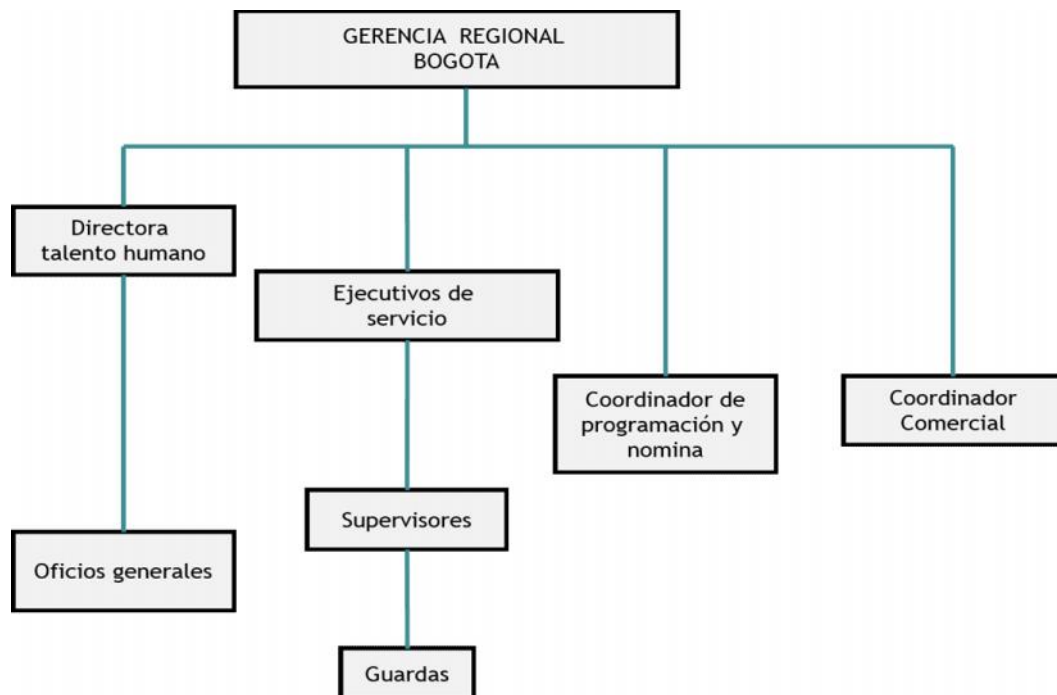 GERENCIA REGIONAL
BOGOTA
Directora
talento humano
Ejecutivos de
servicio
Coordinador de
programación y
nomina
Coordinador
Comercial
Supervisores
Oficios generales
Guardas